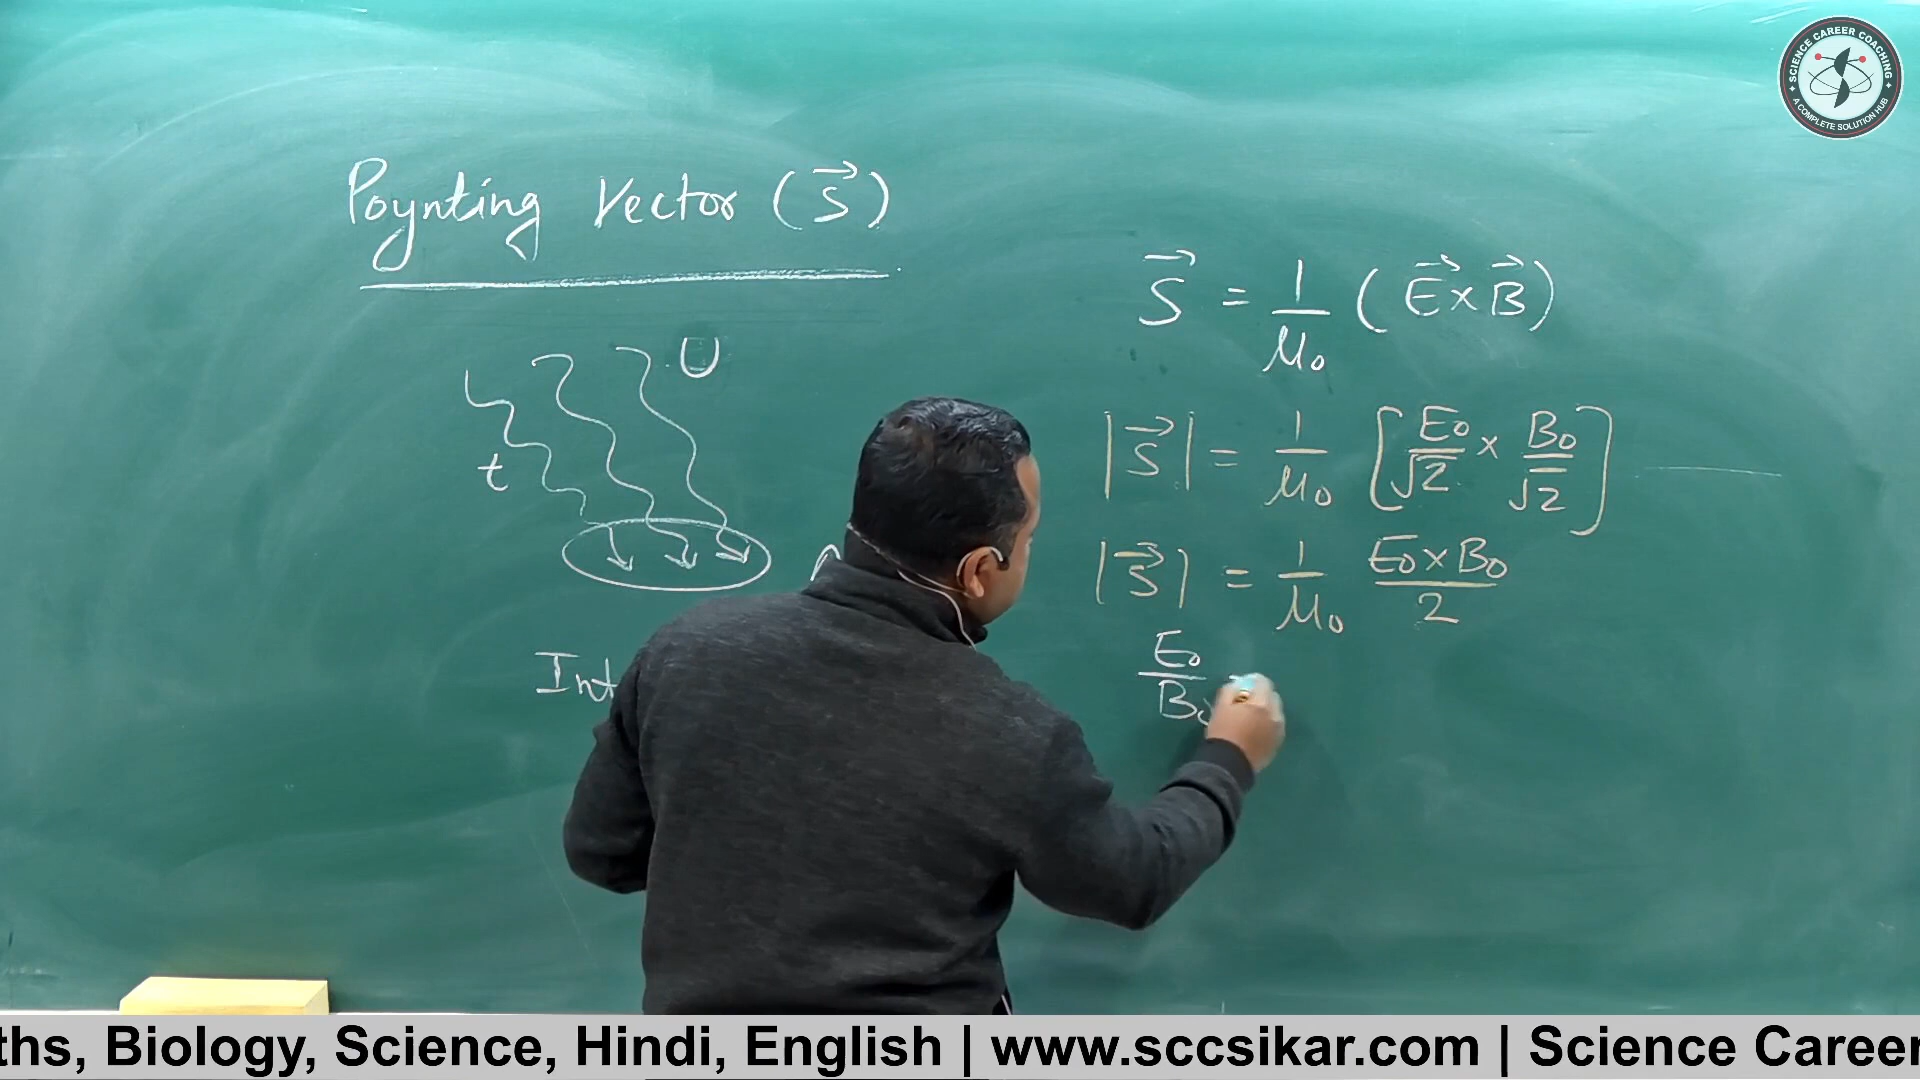 SCIENCE CAREER COACHING
A COMPLETE SOLUTION HUB
Poynting Vector (S⃗)
U
t
Int
S⃗ = 1/μ₀ (E⃗ × B⃗)
|S⃗| = 1/μ₀ [E₀/√2 × B₀/√2]
|S⃗| = 1/μ₀ E₀×B₀/2
E₀/B₀
ths, Biology, Science, Hindi, English | www.sccsikar.com | Science Career